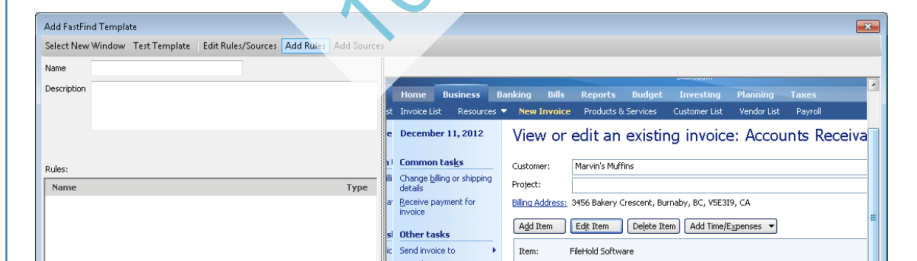 Add FastFind Template
Select New Window Test Template Edit Rules/Sources Add Rules Add Sources
Name
Description
Rules:
Name Type
Home Business Banking Bills Reports Budget Investing Planning Taxes
st Invoice List Resources New Invoice Products & Services Customer List Vendor List Payroll
December 11, 2012
View or edit an existing invoice: Accounts Receiva
Common tasks
Change billing or shipping
details
Receive payment for
invoice
Other tasks
Send invoice to
Customer: Marvin's Muffins
Project:
Billing Address: 3456 Bakery Crescent, Burnaby, BC, V5E3I9, CA
Add Item Edit Item Delete Item Add Time/Expenses
Item: FileHold Software